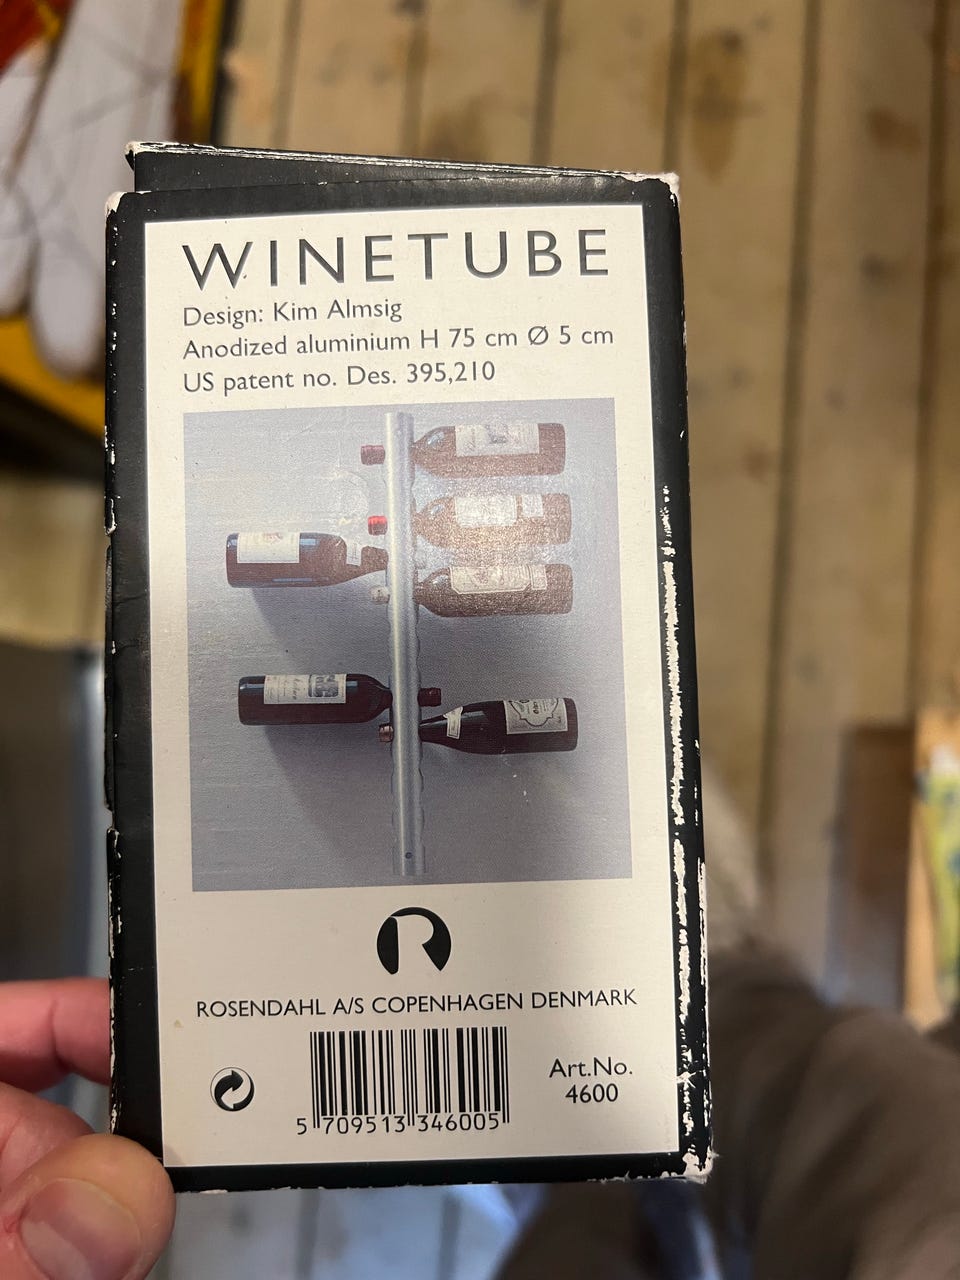 WINETUBE
Design: Kim Almsig
Anodized aluminium H 75 cm Ø 5 cm
US patent no. Des. 395,210
R
ROSENDAHL A/S COPENHAGEN DENMARK
Art.No.
4600
5 709513 346005